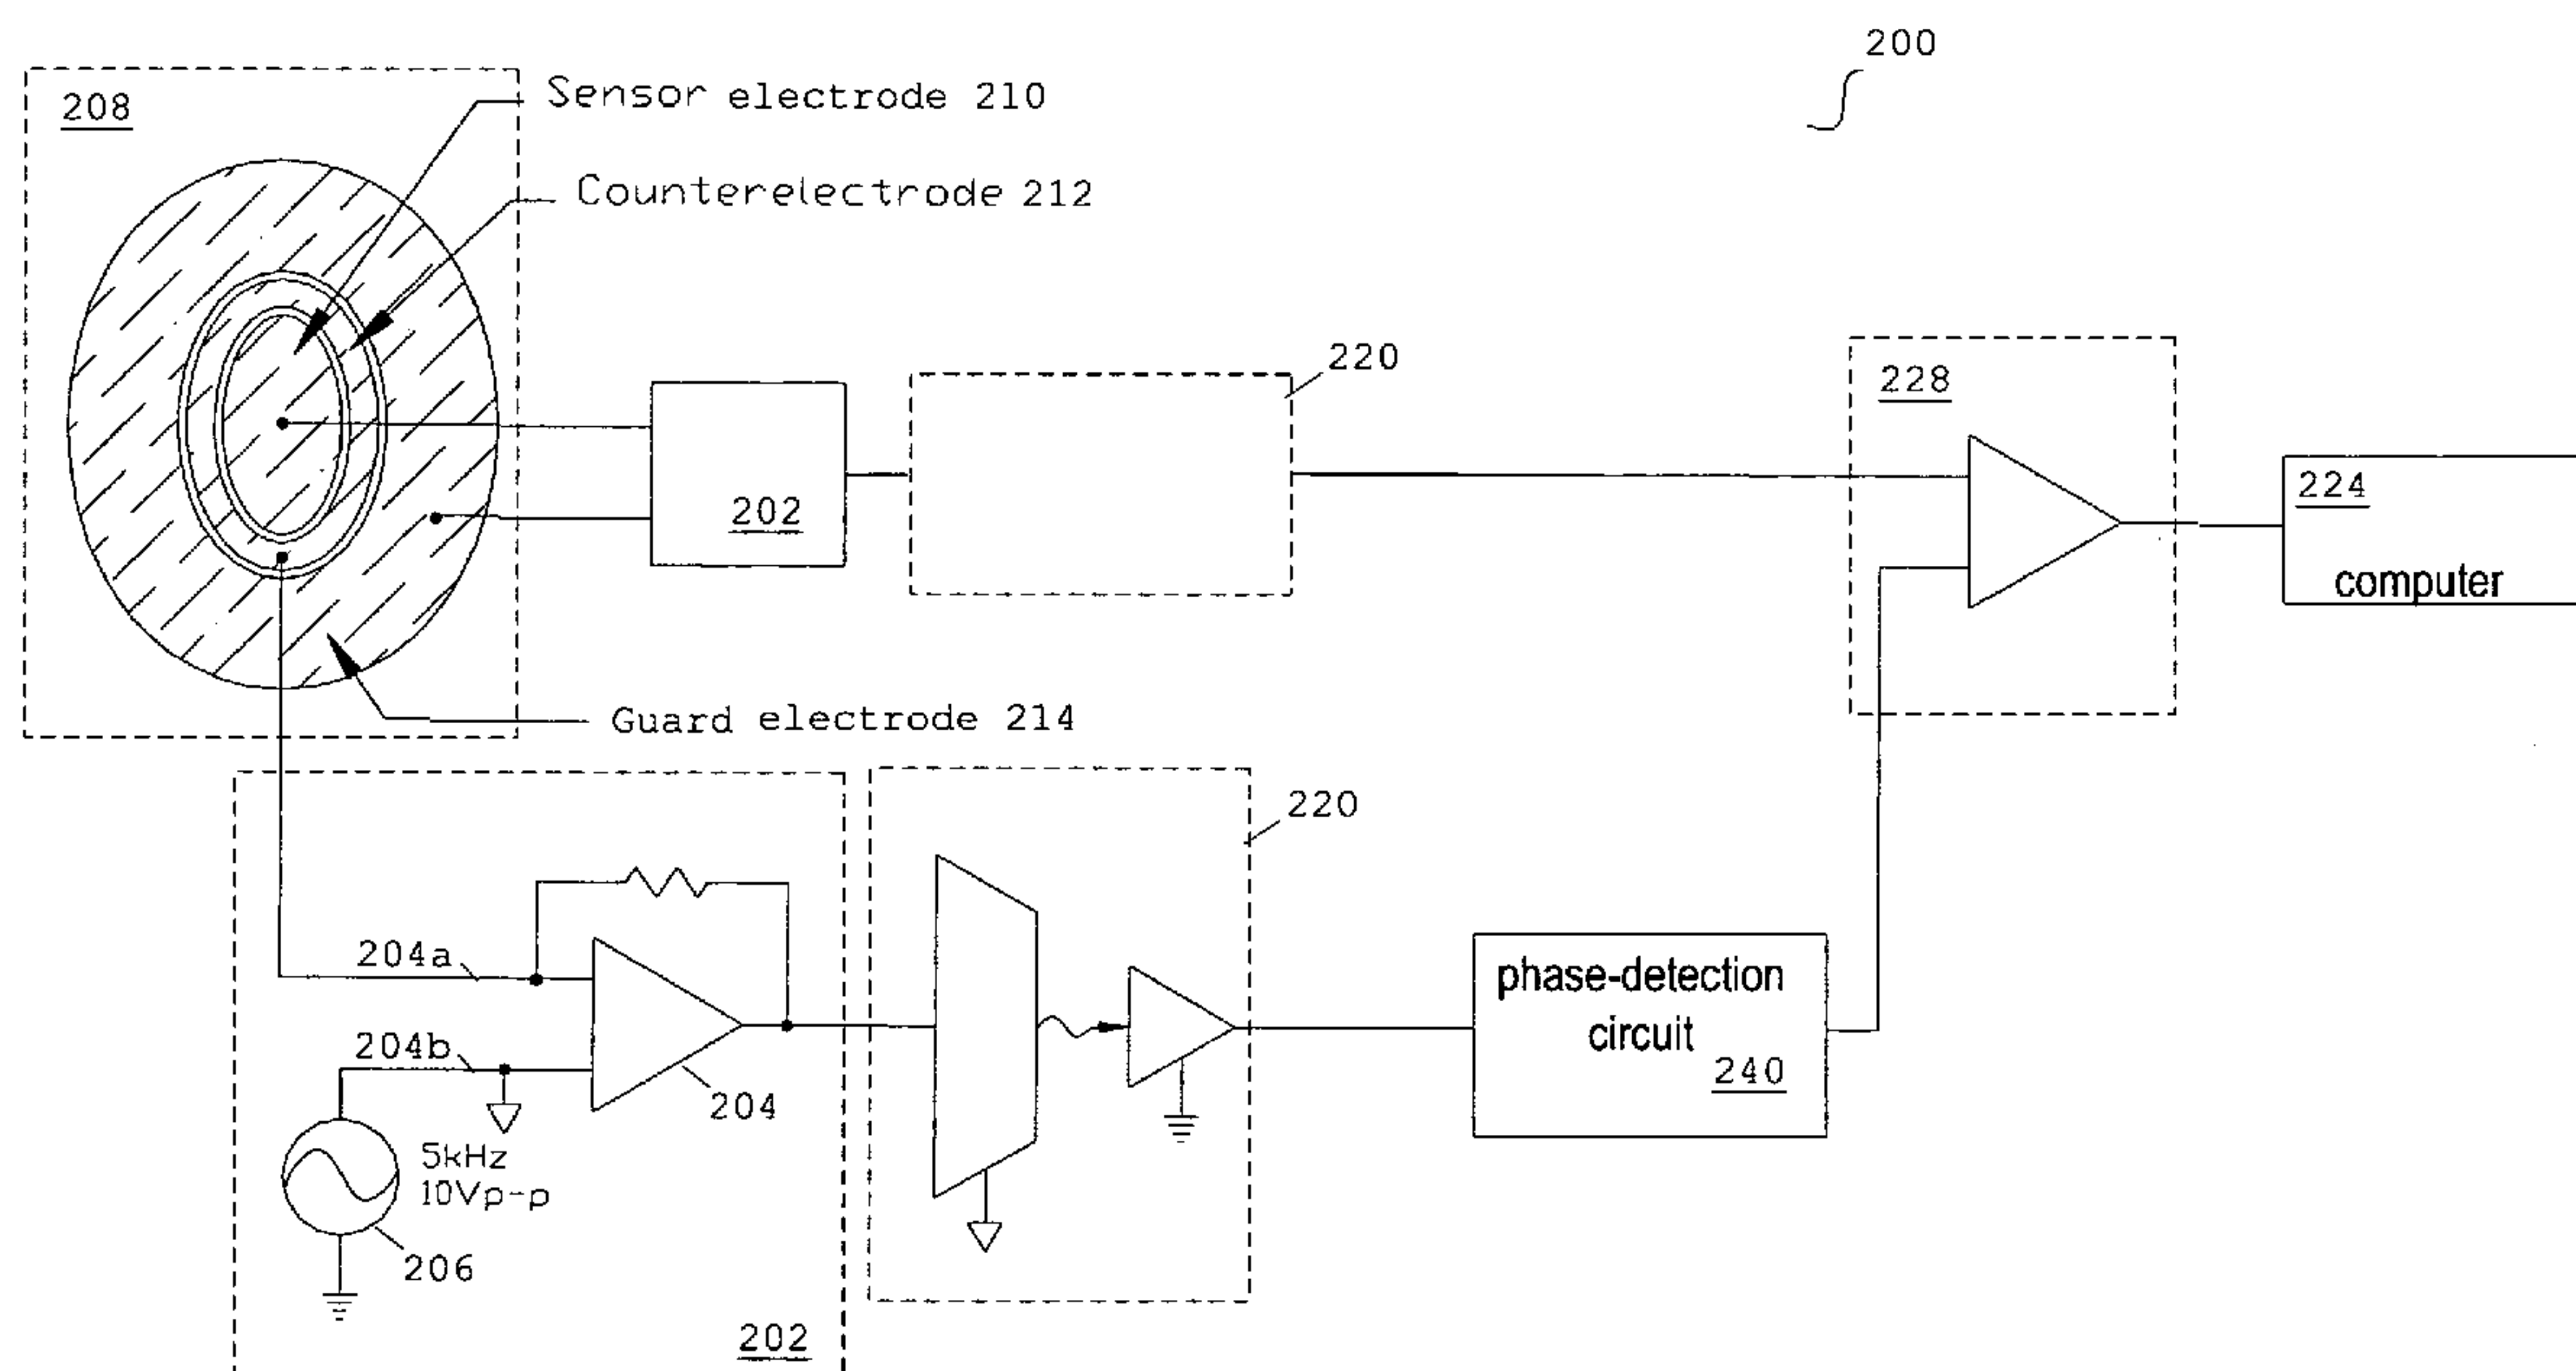 200
208
Sensor electrode 210
Counterelectrode 212
220
228
224
202
computer
Guard electrode 214
220
204a
phase-detection
circuit
240
204b
204
5kHz
10Vp-p
206
202